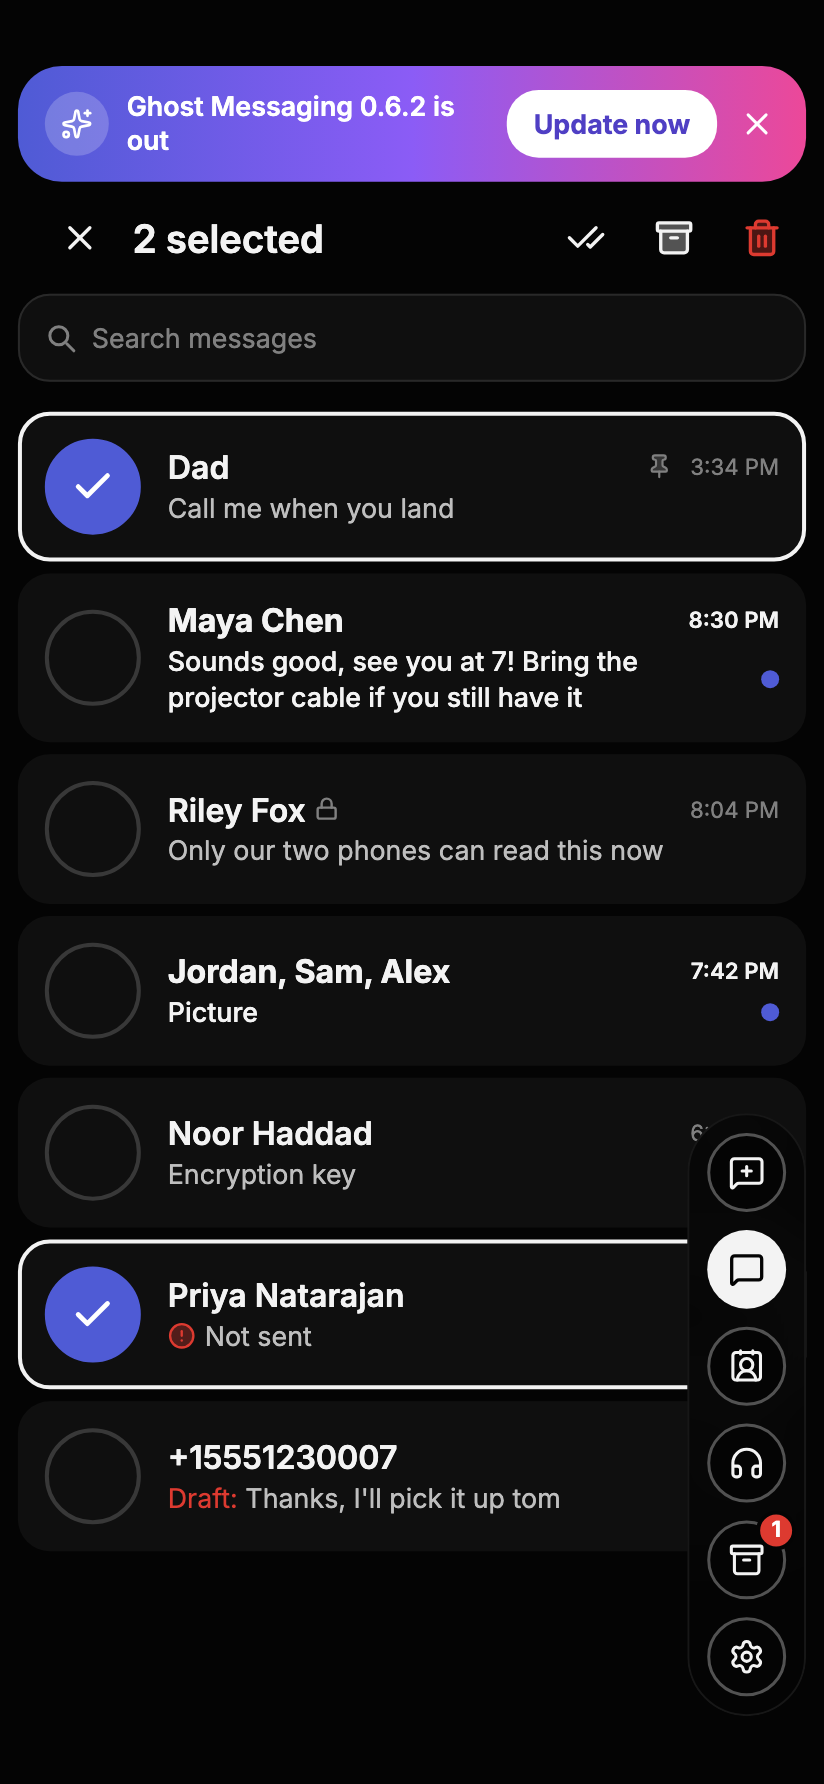 Ghost Messaging 0.6.2 is
out
Update now
2 selected
Search messages
Dad
3:34 PM
Call me when you land
Maya Chen
8:30 PM
Sounds good, see you at 7! Bring the
projector cable if you still have it
Riley Fox
8:04 PM
Only our two phones can read this now
Jordan, Sam, Alex
7:42 PM
Picture
Noor Haddad
Encryption key
Priya Natarajan
Not sent
+15551230007
Draft: Thanks, I'll pick it up tom
1